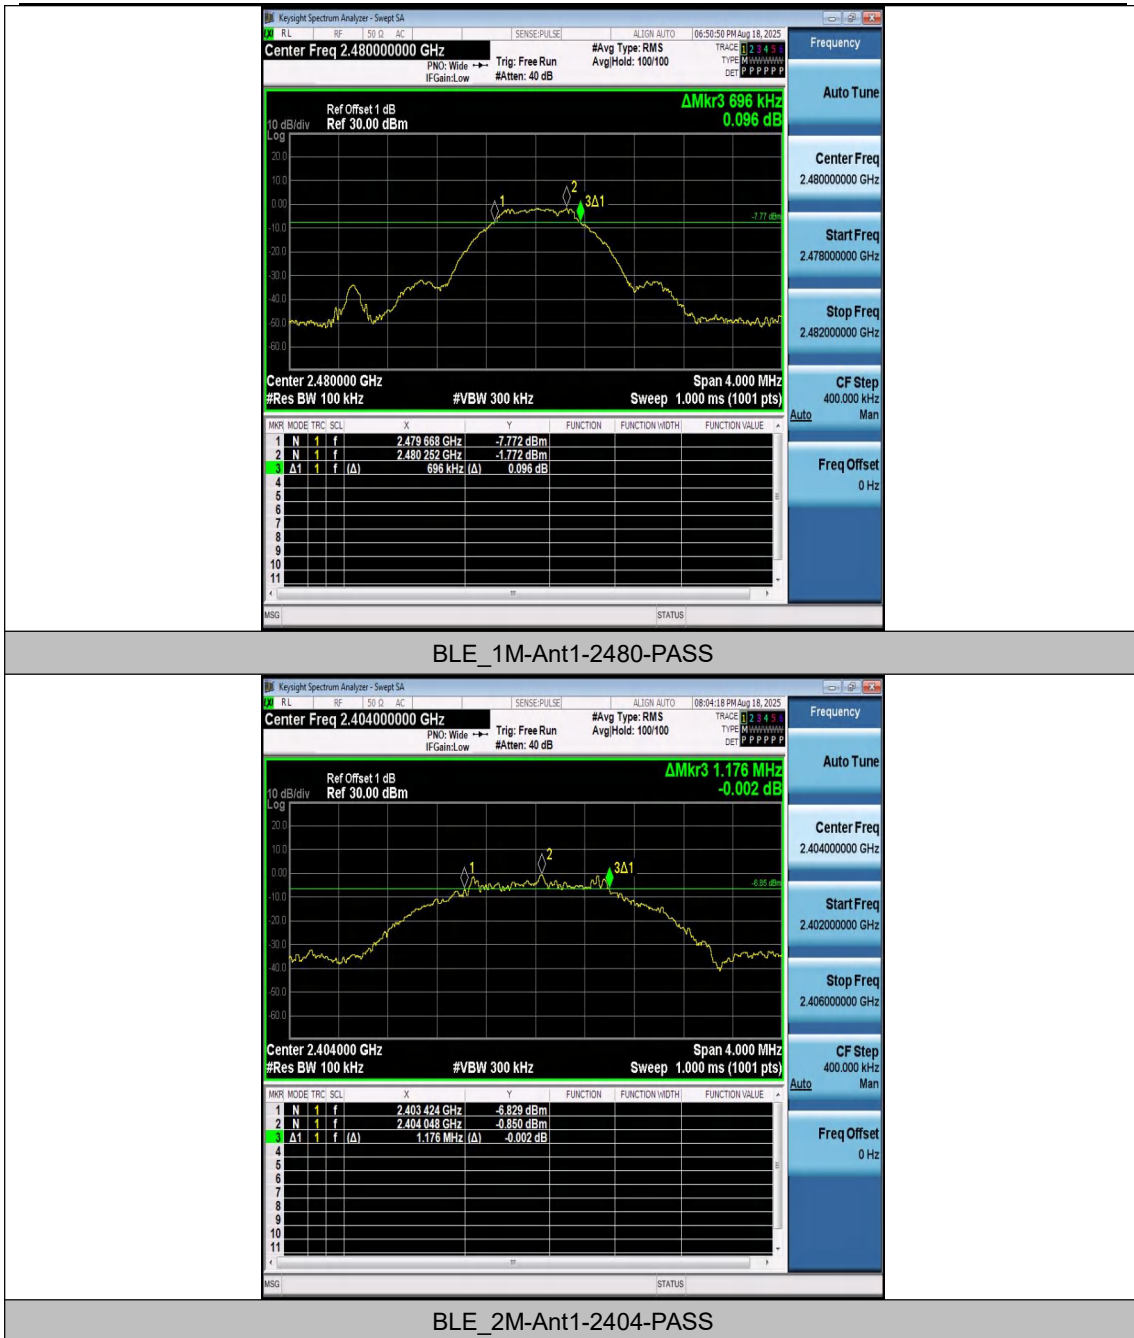 Keysight Spectrum Analyzer - Swept SA
RL RF 50 Ω AC SENSE:PULSE ALIGN AUTO 06:50:50 PM Aug 18, 2025
Center Freq 2.480000000 GHz #Avg Type: RMS TRACE 1 2 3 4 5 6
PNO: Wide Trig: Free Run Avg|Hold: 100/100 TYPE M WWWWW
IFGain:Low #Atten: 40 dB DET P P P P P P
Frequency
Auto Tune
Center Freq
2.480000000 GHz
Start Freq
2.478000000 GHz
Stop Freq
2.482000000 GHz
CF Step
400.000 kHz
Auto Man
Freq Offset
0 Hz
ΔMkr3 696 kHz
0.096 dB
Ref Offset 1 dB
10 dB/div Ref 30.00 dBm
Log
20.0
10.0
0.00
-10.0
-20.0
-30.0
-40.0
-50.0
-60.0
1
2
3Δ1
-7.77 dBm
Center 2.480000 GHz Span 4.000 MHz
#Res BW 100 kHz #VBW 300 kHz Sweep 1.000 ms (1001 pts)
MKR MODE TRC SCL X Y FUNCTION FUNCTION WIDTH FUNCTION VALUE
1 N 1 f 2.479 668 GHz -7.772 dBm
2 N 1 f 2.480 252 GHz -1.772 dBm
3 Δ1 1 f (Δ) 696 kHz (Δ) 0.096 dB
4
5
6
7
8
9
10
11
MSG STATUS
BLE_1M-Ant1-2480-PASS
Keysight Spectrum Analyzer - Swept SA
RL RF 50 Ω AC SENSE:PULSE ALIGN AUTO 08:04:18 PM Aug 18, 2025
Center Freq 2.404000000 GHz #Avg Type: RMS TRACE 1 2 3 4 5 6
PNO: Wide Trig: Free Run Avg|Hold: 100/100 TYPE M WWWWW
IFGain:Low #Atten: 40 dB DET P P P P P P
Frequency
Auto Tune
Center Freq
2.404000000 GHz
Start Freq
2.402000000 GHz
Stop Freq
2.406000000 GHz
CF Step
400.000 kHz
Auto Man
Freq Offset
0 Hz
ΔMkr3 1.176 MHz
-0.002 dB
Ref Offset 1 dB
10 dB/div Ref 30.00 dBm
Log
20.0
10.0
0.00
-10.0
-20.0
-30.0
-40.0
-50.0
-60.0
1
2
3Δ1
-6.85 dBm
Center 2.404000 GHz Span 4.000 MHz
#Res BW 100 kHz #VBW 300 kHz Sweep 1.000 ms (1001 pts)
MKR MODE TRC SCL X Y FUNCTION FUNCTION WIDTH FUNCTION VALUE
1 N 1 f 2.403 424 GHz -6.829 dBm
2 N 1 f 2.404 048 GHz -0.850 dBm
3 Δ1 1 f (Δ) 1.176 MHz (Δ) -0.002 dB
4
5
6
7
8
9
10
11
MSG STATUS
BLE_2M-Ant1-2404-PASS